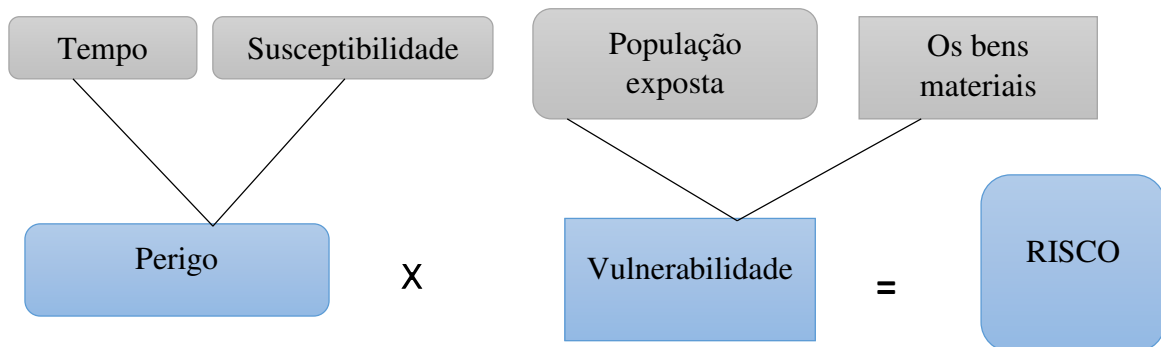 Tempo
Susceptibilidade
População
exposta
Os bens
materiais
Perigo
X
Vulnerabilidade
=
RISCO